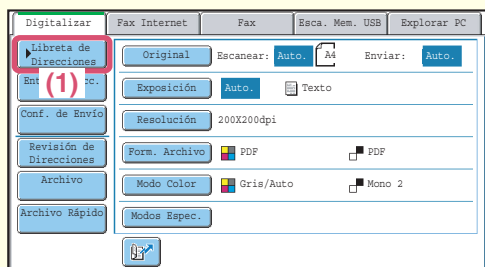 Digitalizar Fax Internet Fax Esca. Mem. USB Explorar PC
Libreta de
Direcciones
Original Escanear: Auto. A4 Enviar: Auto.
(1)
Exposición Auto. Texto
Conf. de Envío
Resolución 200X200dpi
Revisión de
Direcciones
Form. Archivo PDF PDF
Archivo
Modo Color Gris/Auto Mono 2
Archivo Rápido
Modos Espec.